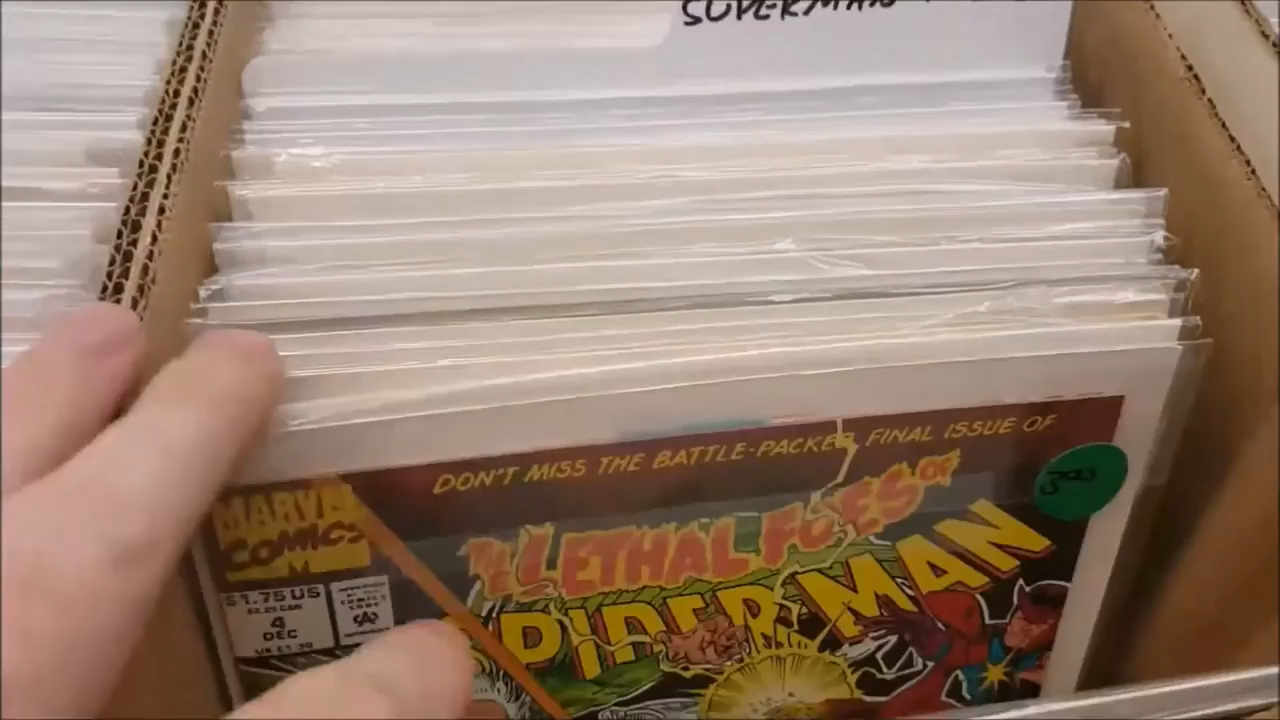 SUPERMAN
DON'T MISS THE BATTLE-PACKED FINAL ISSUE OF
THE LETHAL FOES OF
SPIDER-MAN
MARVEL
COMICS
$1.75 US
4
DEC